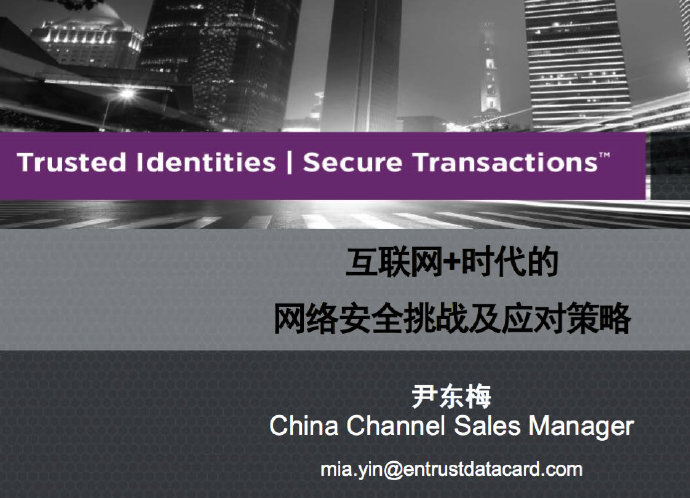 Trusted Identities | Secure Transactions™
互联网+时代的
网络安全挑战及应对策略
尹东梅
China Channel Sales Manager
mia.yin@entrustdatacard.com